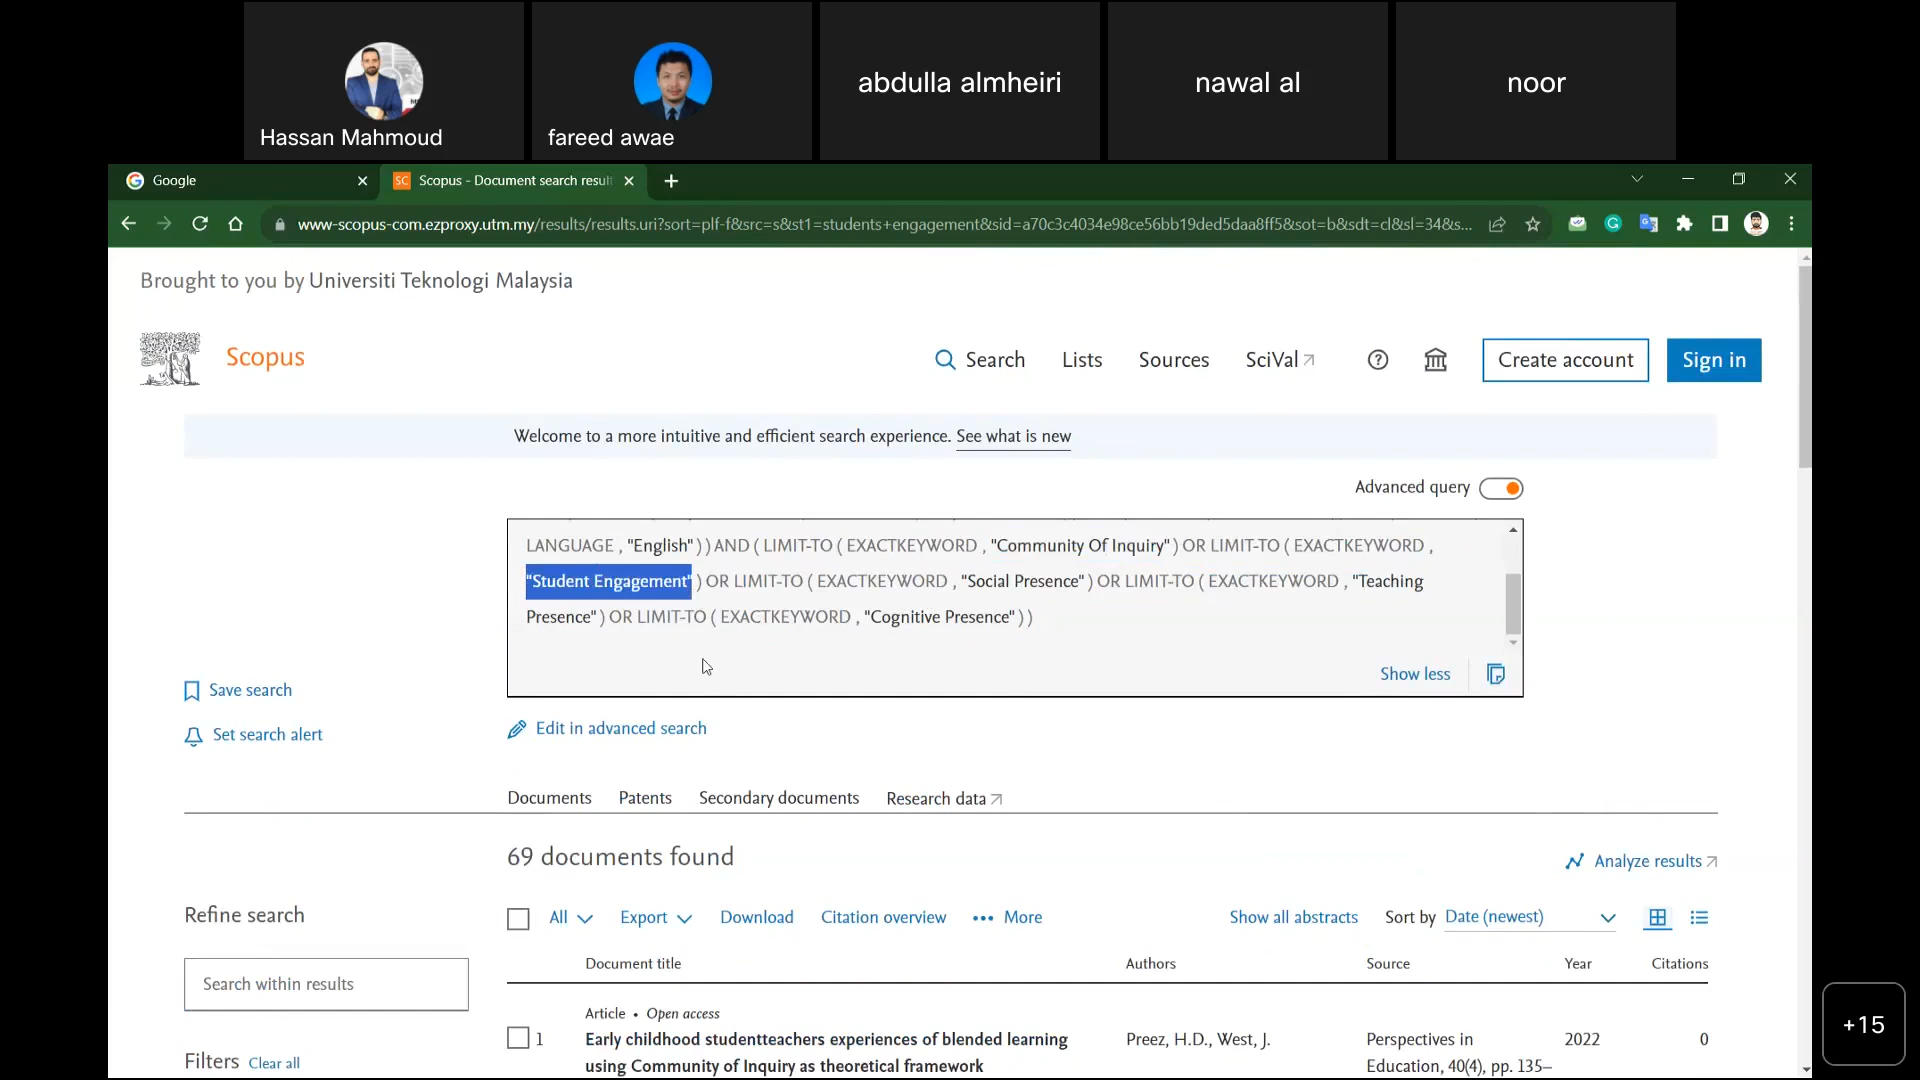 Hassan Mahmoud
fareed awae
abdulla almheiri
nawal al
noor
Google
SC Scopus - Document search resul
www-scopus-com.ezproxy.utm.my/results/results.uri?sort=plf-f&src=s&st1=students+engagement&sid=a70c3c4034e98ce56bb19ded5daa8ff5&sot=b&sdt=cl&sl=34&s...
Brought to you by Universiti Teknologi Malaysia
Scopus
Search
Lists
Sources
SciVal
Create account
Sign in
Welcome to a more intuitive and efficient search experience. See what is new
Advanced query
LANGUAGE , "English" ) ) AND ( LIMIT-TO ( EXACTKEYWORD , "Community Of Inquiry" ) OR LIMIT-TO ( EXACTKEYWORD ,
"Student Engagement" ) OR LIMIT-TO ( EXACTKEYWORD , "Social Presence" ) OR LIMIT-TO ( EXACTKEYWORD , "Teaching
Presence" ) OR LIMIT-TO ( EXACTKEYWORD , "Cognitive Presence" ) )
Show less
Save search
Set search alert
Edit in advanced search
Documents
Patents
Secondary documents
Research data
69 documents found
Analyze results
Refine search
All
Export
Download
Citation overview
More
Show all abstracts
Sort by Date (newest)
Document title
Authors
Source
Year
Citations
Search within results
Article • Open access
1
Early childhood studentteachers experiences of blended learning
using Community of Inquiry as theoretical framework
Preez, H.D., West, J.
Perspectives in
Education, 40(4), pp. 135–
2022
0
Filters Clear all
+15